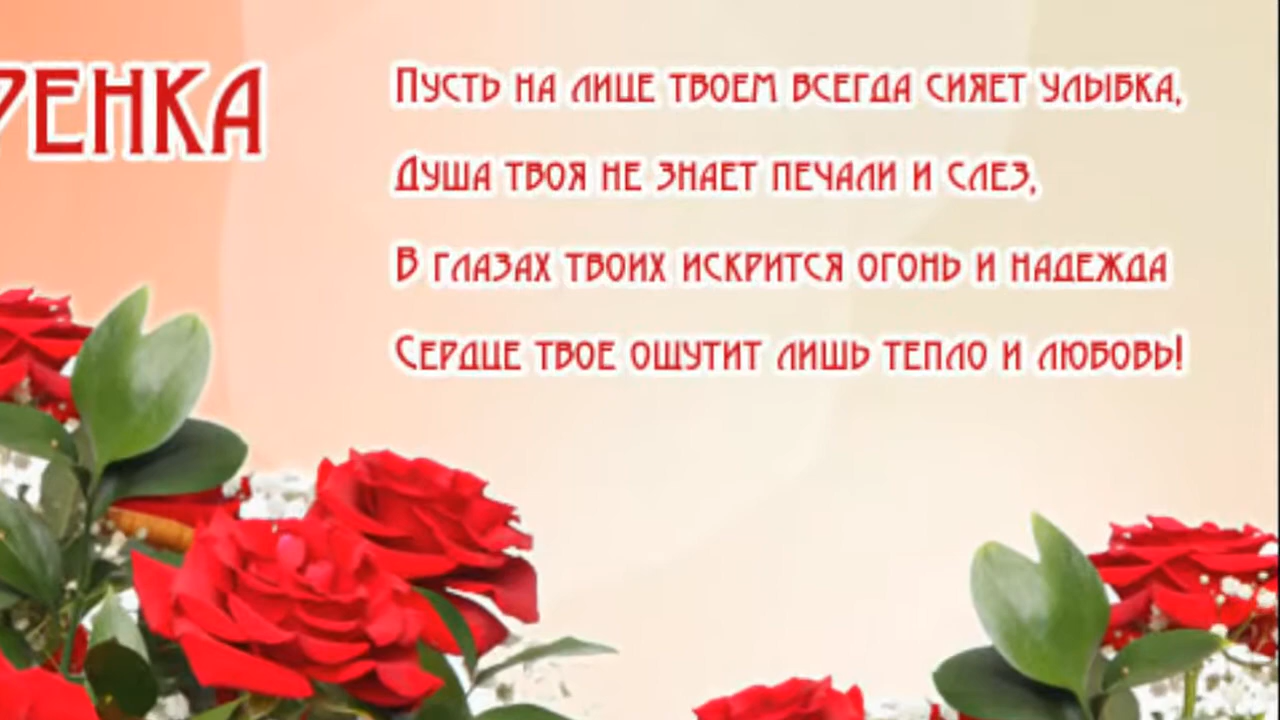 РЕНКА
Пусть на лице твоем всегда сияет улыбка,
Душа твоя не знает печали и слез,
В глазах твоих искрится огонь и надежда
Сердце твое ощутит лишь тепло и любовь!